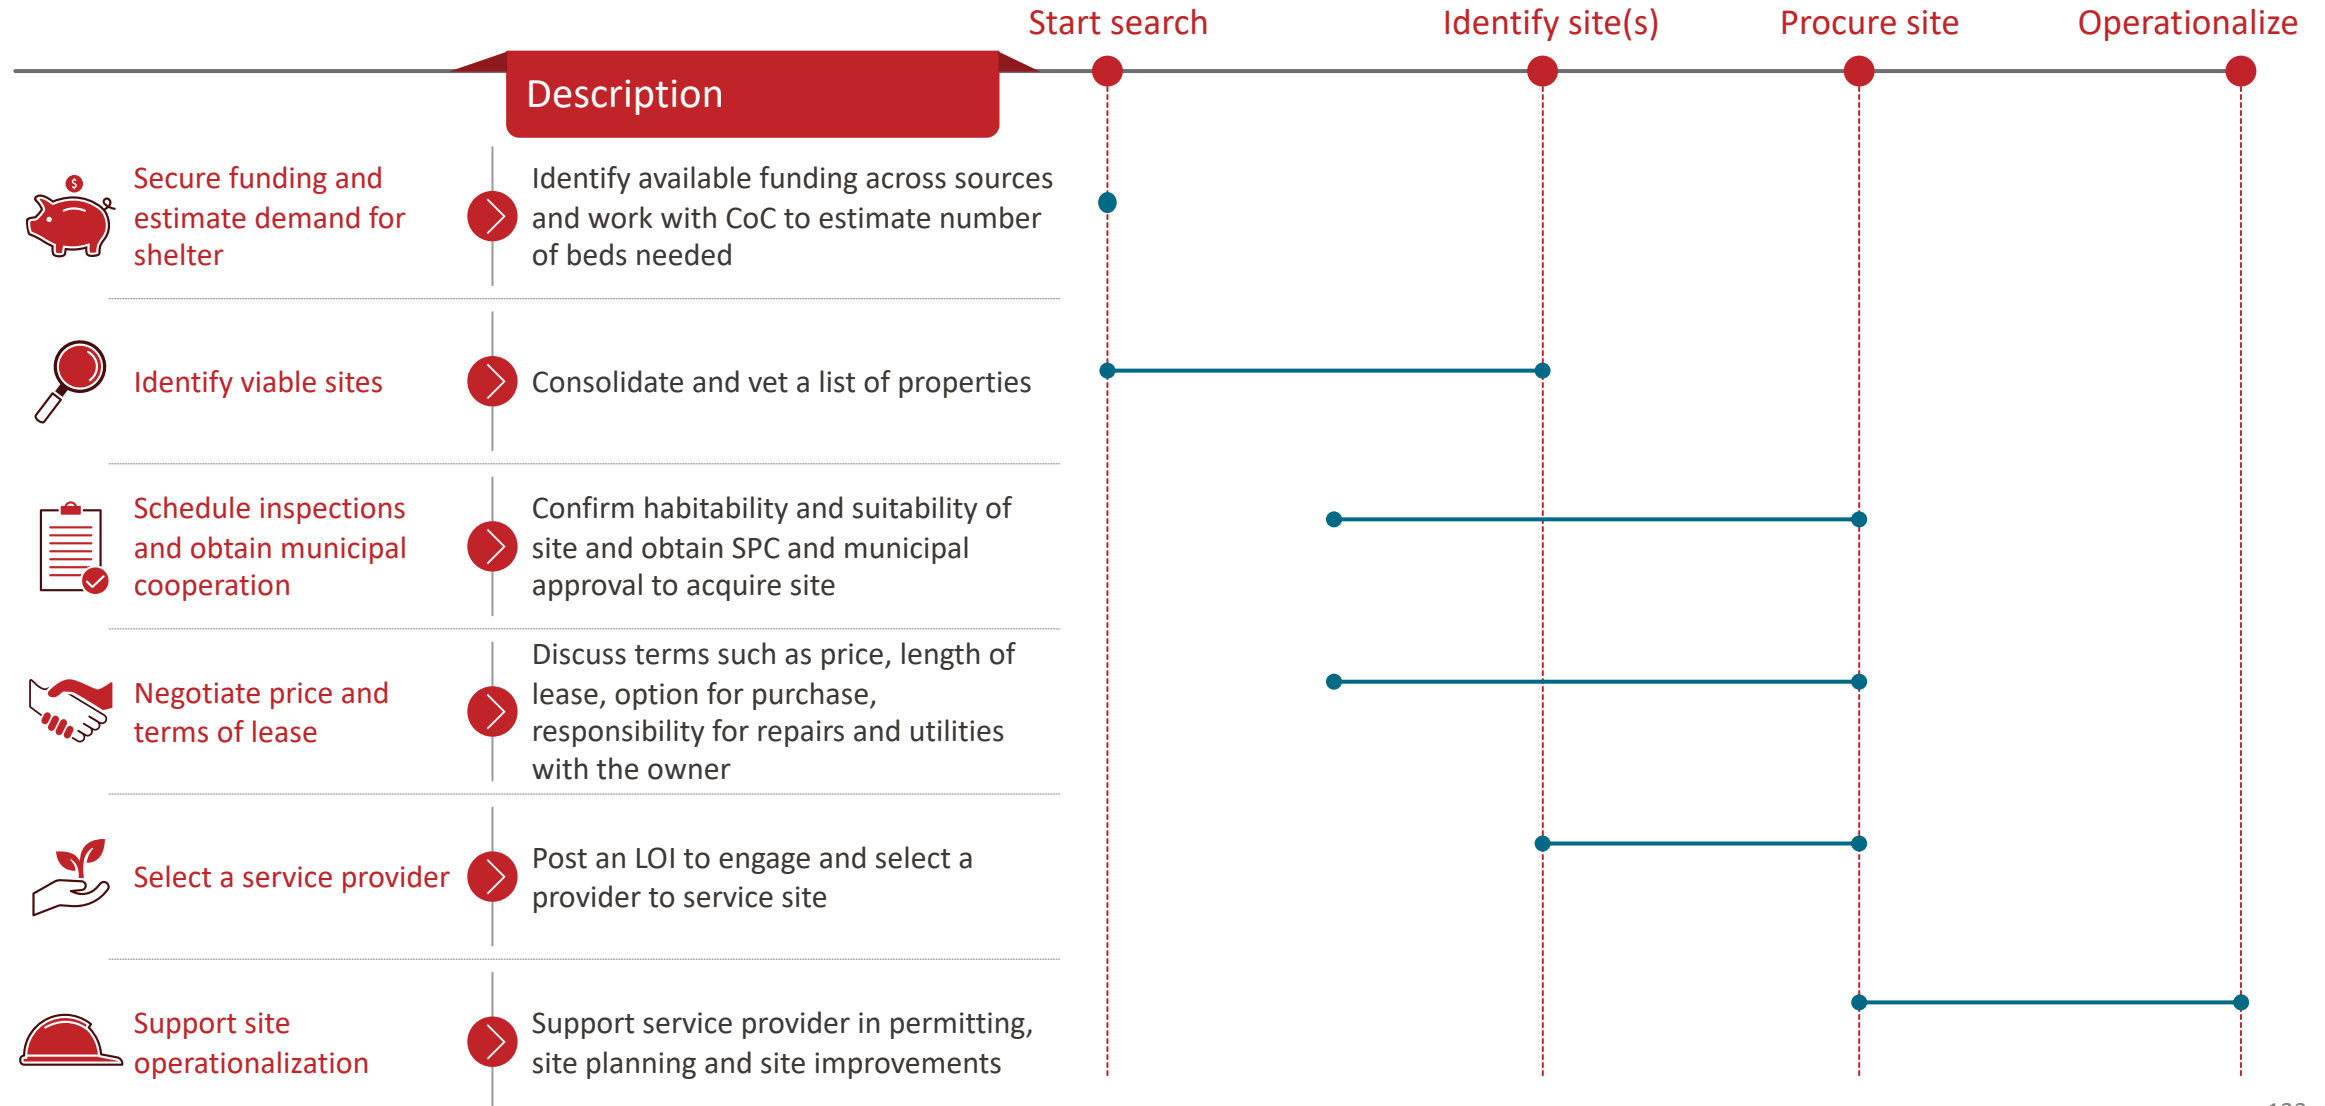 Start search
Identify site(s)
Procure site
Operationalize
Description
Secure funding and
estimate demand for
shelter
$
Identify available funding across sources
and work with CoC to estimate number
of beds needed
Identify viable sites
Consolidate and vet a list of properties
Schedule inspections
and obtain municipal
cooperation
Confirm habitability and suitability of
site and obtain SPC and municipal
approval to acquire site
Negotiate price and
terms of lease
Discuss terms such as price, length of
lease, option for purchase,
responsibility for repairs and utilities
with the owner
Select a service provider
Post an LOI to engage and select a
provider to service site
Support site
operationalization
Support service provider in permitting,
site planning and site improvements